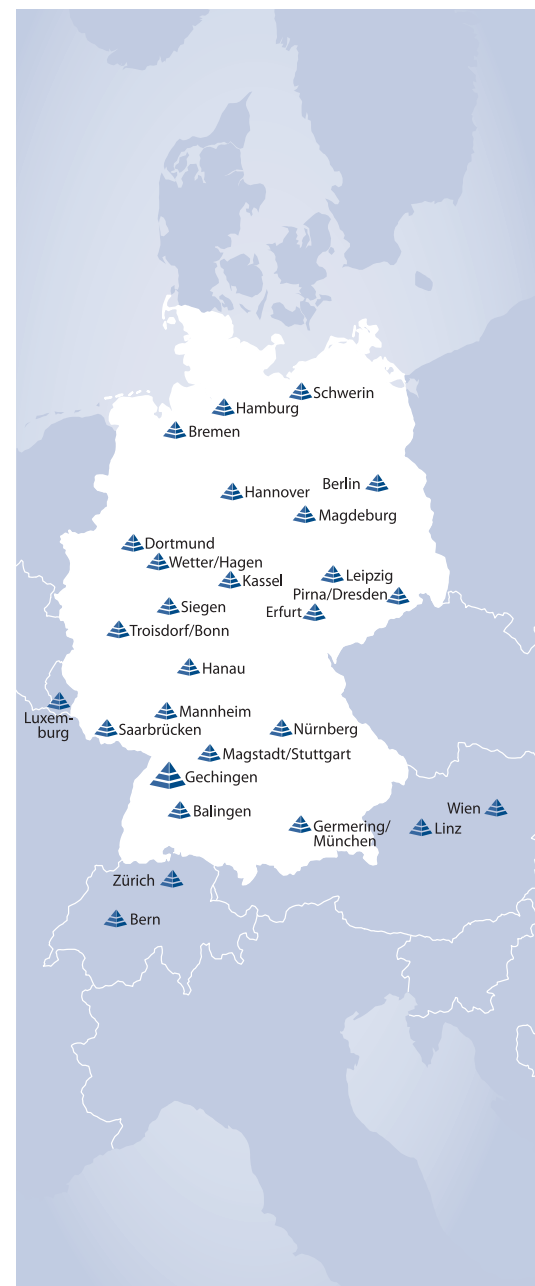 Schwerin
Hamburg
Bremen
Berlin
Hannover
Magdeburg
Dortmund
Wetter/Hagen
Leipzig
Kassel
Pirna/Dresden
Siegen
Erfurt
Troisdorf/Bonn
Hanau
Mannheim
Luxem-
burg
Saarbrücken
Nürnberg
Magstadt/Stuttgart
Gechingen
Wien
Balingen
Germering/
München
Linz
Zürich
Bern